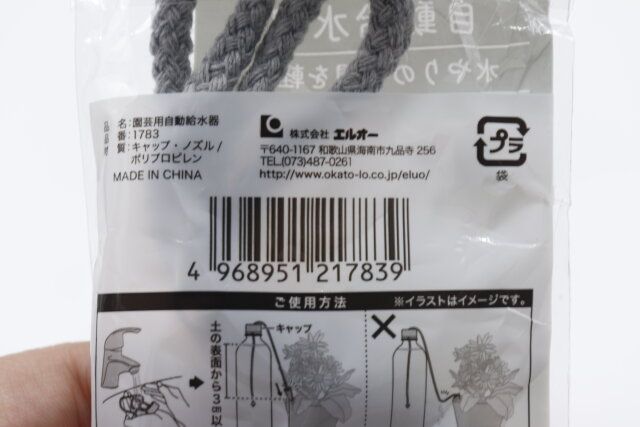 自動給水
水やりの
を軽
品 名:園芸用自動給水器
品 番:1783
材 質:キャップ・ノズル/
ポリプロピレン
MADE IN CHINA
株式会社 エルオー
〒640-1167 和歌山県海南市九品寺 256
TEL.(073)487-0261
http://www.okato-lo.co.jp/eluo/
プラ
袋
4 968951 217839
ご使用方法
※イラストはイメージです。
キャップ
土の表面から3cm以